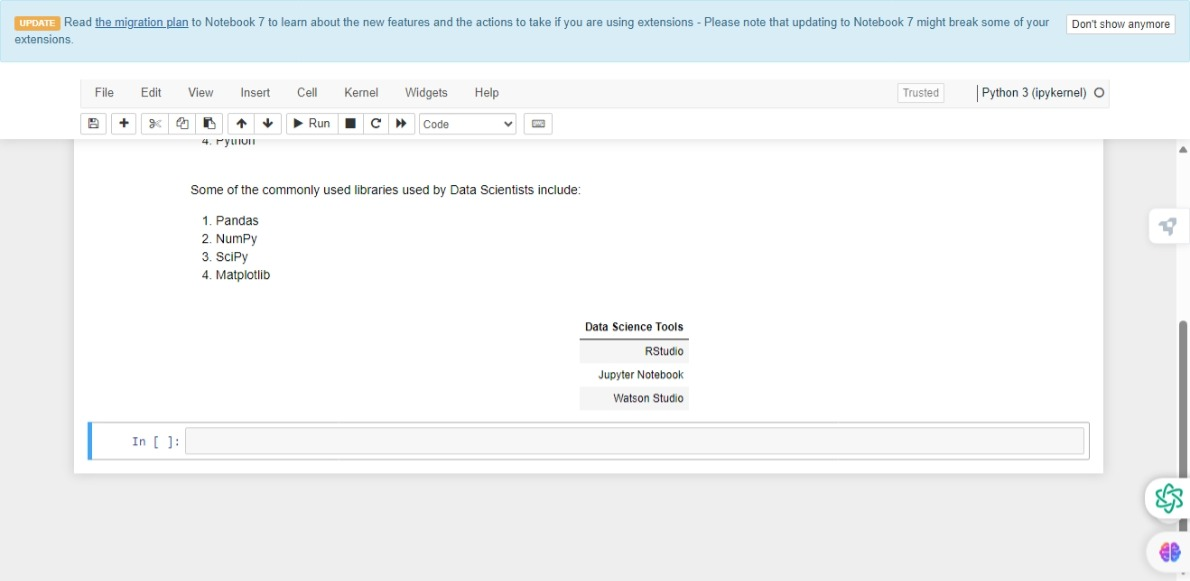 UPDATE Read the migration plan to Notebook 7 to learn about the new features and the actions to take if you are using extensions - Please note that updating to Notebook 7 might break some of your
extensions.
Don't show anymore
File Edit View Insert Cell Kernel Widgets Help Trusted Python 3 (ipykernel)
Run Code
4. Python
Some of the commonly used libraries used by Data Scientists include:
1. Pandas
2. NumPy
3. SciPy
4. Matplotlib
Data Science Tools
RStudio
Jupyter Notebook
Watson Studio
In [ ]: